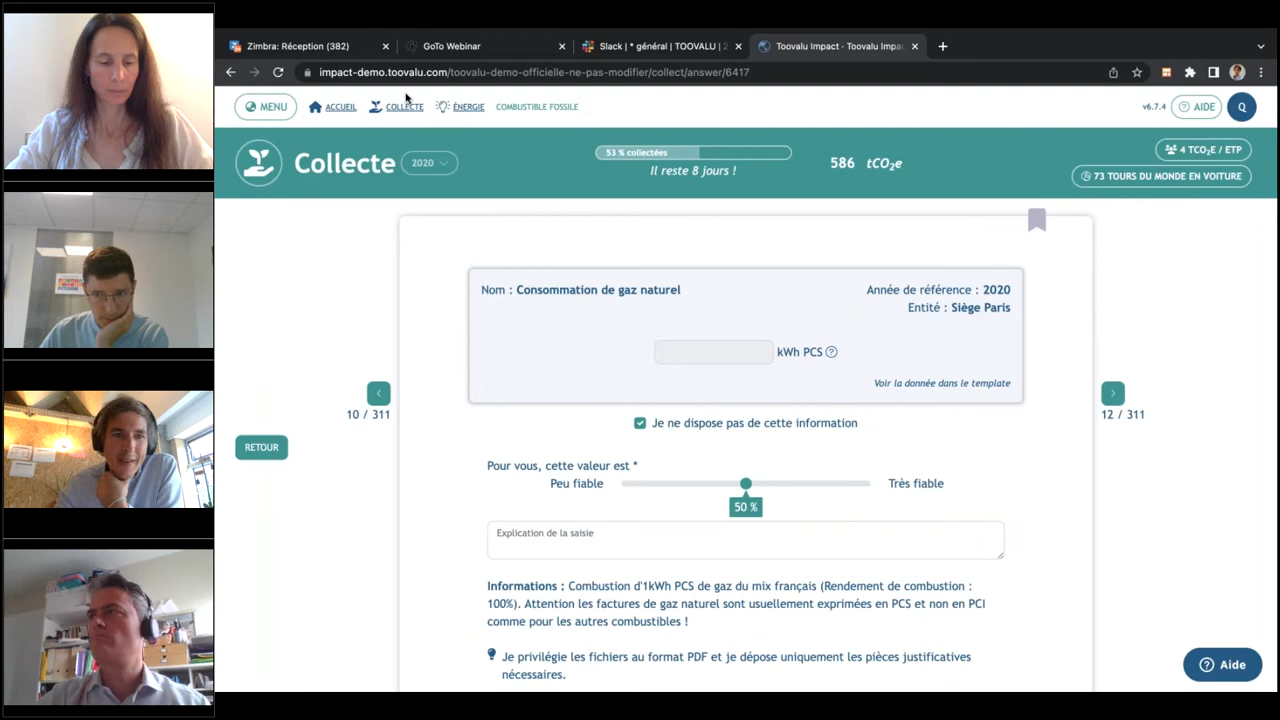 Zimbra: Réception (382)
GoTo Webinar
Slack | * général | TOOVALU | 2
Toovalu Impact · Toovalu Impa
impact-demo.toovalu.com/toovalu-demo-officielle-ne-pas-modifier/collect/answer/6417
MENU
ACCUEIL
COLLECTE
ÉNERGIE
COMBUSTIBLE FOSSILE
v6.7.4
AIDE
Q
Collecte
2020
53 % collectées
Il reste 8 jours !
586 tCO₂e
4 TCO₂E / ETP
73 TOURS DU MONDE EN VOITURE
Nom : Consommation de gaz naturel
Année de référence : 2020
Entité : Siège Paris
kWh PCS
Voir la donnée dans le template
10 / 311
12 / 311
Je ne dispose pas de cette information
RETOUR
Pour vous, cette valeur est *
Peu fiable
Très fiable
50 %
Explication de la saisie
Informations : Combustion d'1kWh PCS de gaz du mix français (Rendement de combustion :
100%). Attention les factures de gaz naturel sont usuellement exprimées en PCS et non en PCI
comme pour les autres combustibles !
Je privilégie les fichiers au format PDF et je dépose uniquement les pièces justificatives
nécessaires.
Aide